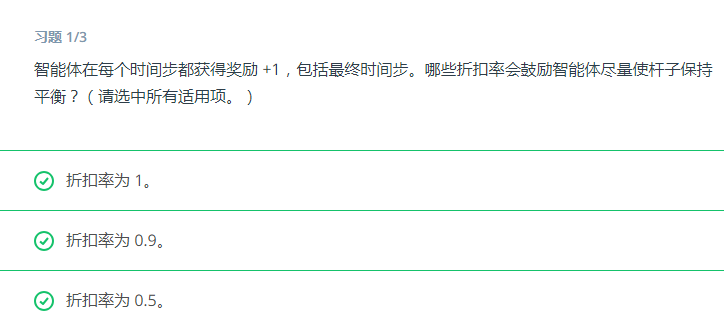 习题 1/3
智能体在每个时间步都获得奖励 +1，包括最终时间步。哪些折扣率会鼓励智能体尽量使杆子保持
平衡？（请选中所有适用项。）
折扣率为 1。
折扣率为 0.9。
折扣率为 0.5。